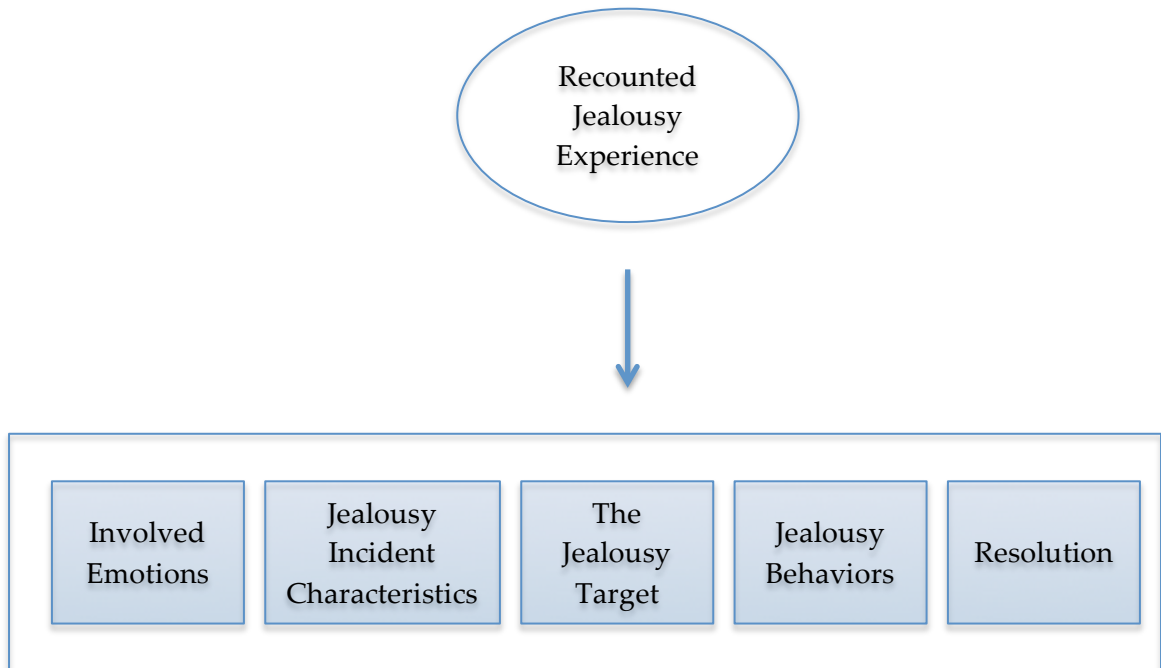 Recounted
Jealousy
Experience
Involved
Emotions
Jealousy
Incident
Characteristics
The
Jealousy
Target
Jealousy
Behaviors
Resolution